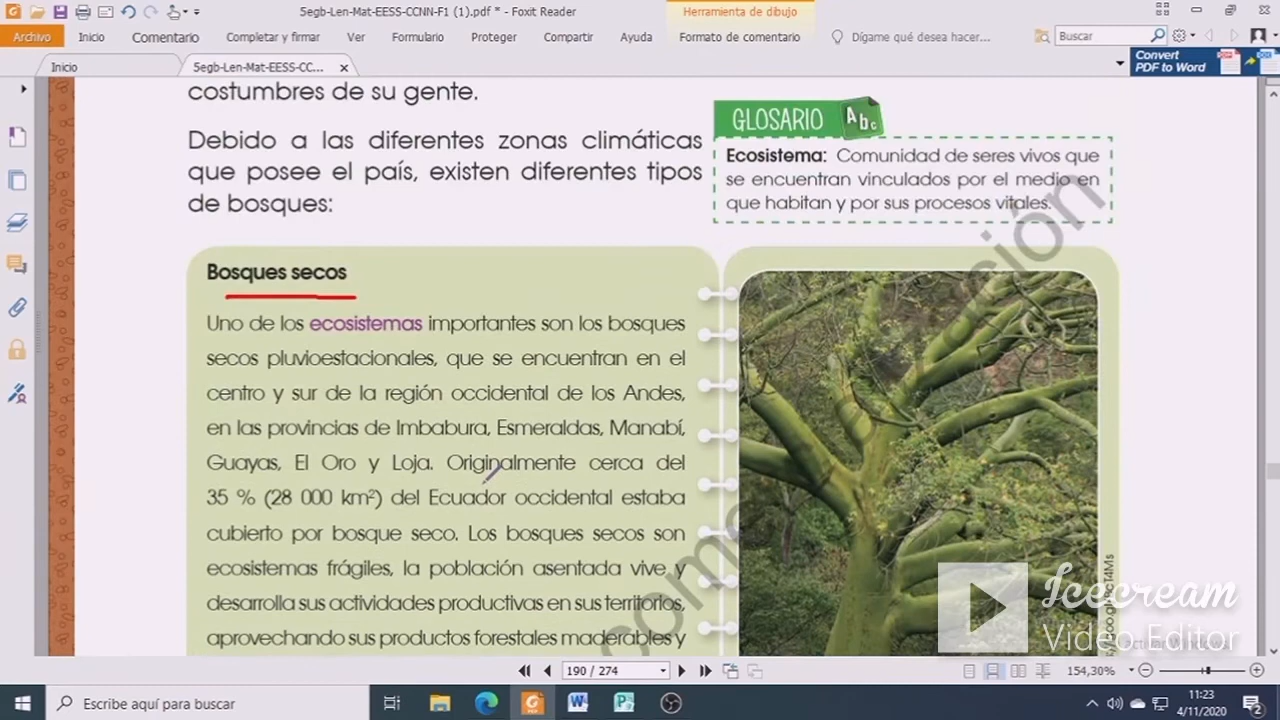 5egb-Len-Mat-EESS-CCNN-F1 (1).pdf * - Foxit Reader
Herramienta de dibujo
Archivo Inicio Comentario Completar y firmar Ver Formulario Proteger Compartir Ayuda Formato de comentario Dígame qué desea hacer... Buscar
Inicio 5egb-Len-Mat-EESS-CC...
Convert
PDF to Word
costumbres de su gente.
Debido a las diferentes zonas climáticas
que posee el país, existen diferentes tipos
de bosques:
GLOSARIO Abc
Ecosistema: Comunidad de seres vivos que
se encuentran vinculados por el medio en
que habitan y por sus procesos vitales.
Bosques secos
Uno de los ecosistemas importantes son los bosques
secos pluvioestacionales, que se encuentran en el
centro y sur de la región occidental de los Andes,
en las provincias de Imbabura, Esmeraldas, Manabí,
Guayas, El Oro y Loja. Originalmente cerca del
35 % (28 000 km²) del Ecuador occidental estaba
cubierto por bosque seco. Los bosques secos son
ecosistemas frágiles, la población asentada vive y
desarrolla sus actividades productivas en sus territorios,
aprovechando sus productos forestales maderables y
Icecream
Video Editor
190 / 274
154,30%
Escribe aquí para buscar
11:23
4/11/2020
2